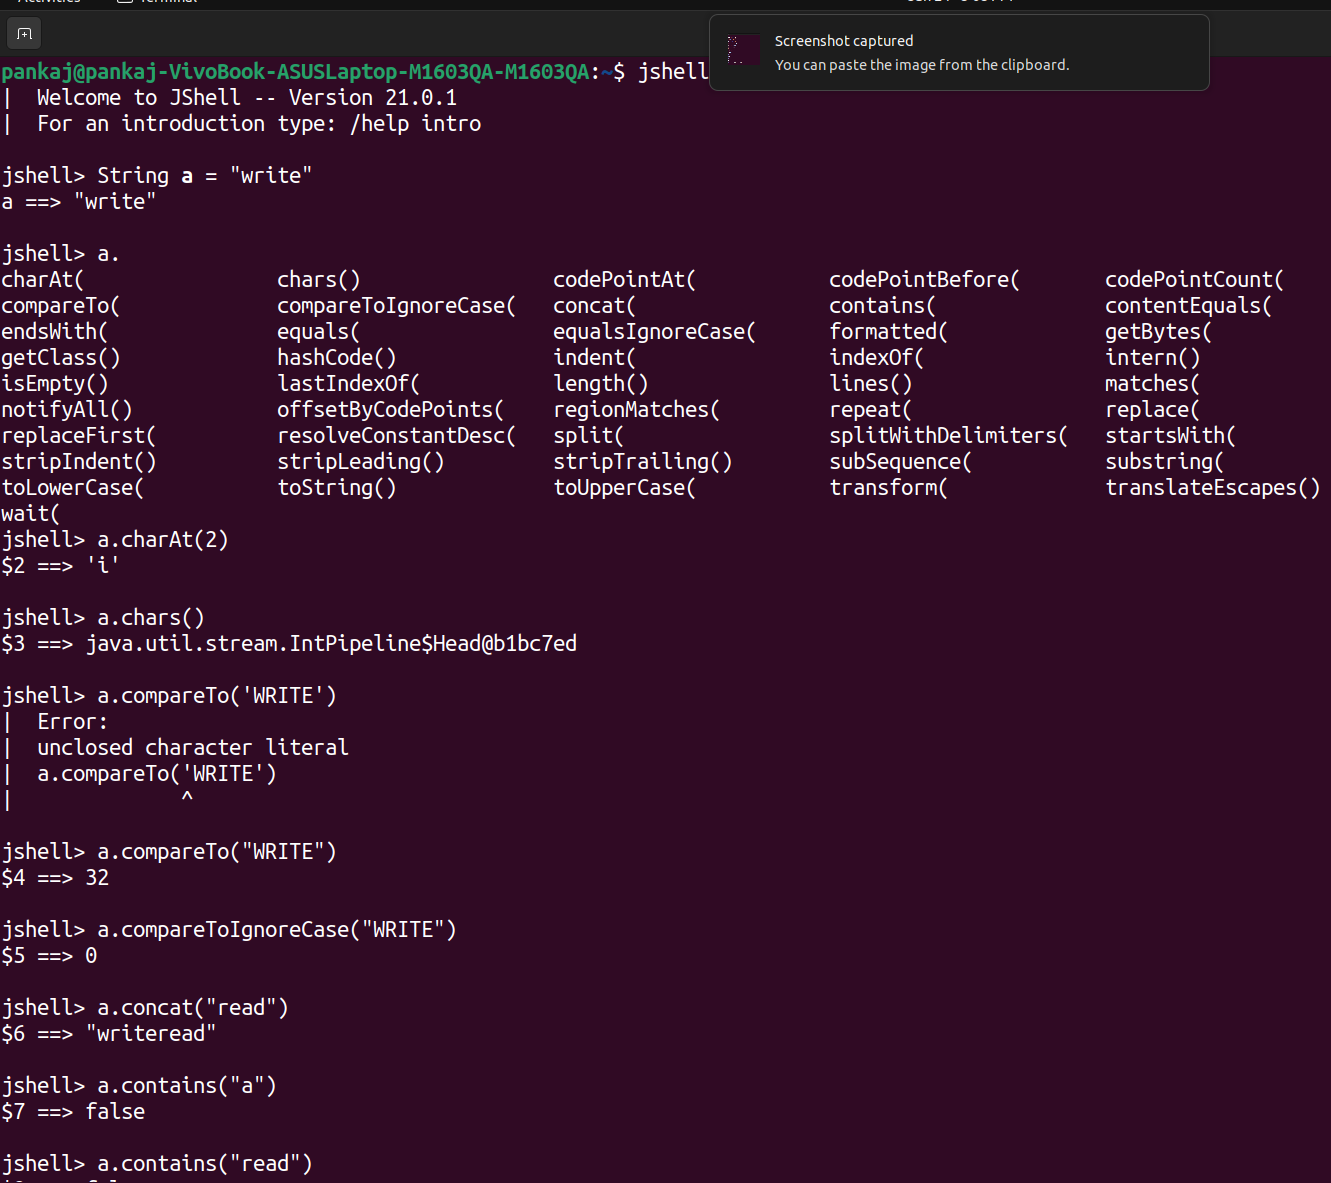 Activities Terminal
Screenshot captured
You can paste the image from the clipboard.
pankaj@pankaj-VivoBook-ASUSLaptop-M1603QA-M1603QA:~$ jshell
|  Welcome to JShell -- Version 21.0.1
|  For an introduction type: /help intro
jshell> String a = "write"
a ==> "write"
jshell> a.
charAt( chars() codePointAt( codePointBefore( codePointCount(
compareTo( compareToIgnoreCase( concat( contains( contentEquals(
endsWith( equals( equalsIgnoreCase( formatted( getBytes(
getClass() hashCode() indent( indexOf( intern()
isEmpty() lastIndexOf( length() lines() matches(
notifyAll() offsetByCodePoints( regionMatches( repeat( replace(
replaceFirst( resolveConstantDesc( split( splitWithDelimiters( startsWith(
stripIndent() stripLeading() stripTrailing() subSequence( substring(
toLowerCase( toString() toUpperCase( transform( translateEscapes()
wait(
jshell> a.charAt(2)
$2 ==> 'i'
jshell> a.chars()
$3 ==> java.util.stream.IntPipeline$Head@b1bc7ed
jshell> a.compareTo('WRITE')
|  Error:
|  unclosed character literal
|  a.compareTo('WRITE')
|              ^
jshell> a.compareTo("WRITE")
$4 ==> 32
jshell> a.compareToIgnoreCase("WRITE")
$5 ==> 0
jshell> a.concat("read")
$6 ==> "writeread"
jshell> a.contains("a")
$7 ==> false
jshell> a.contains("read")